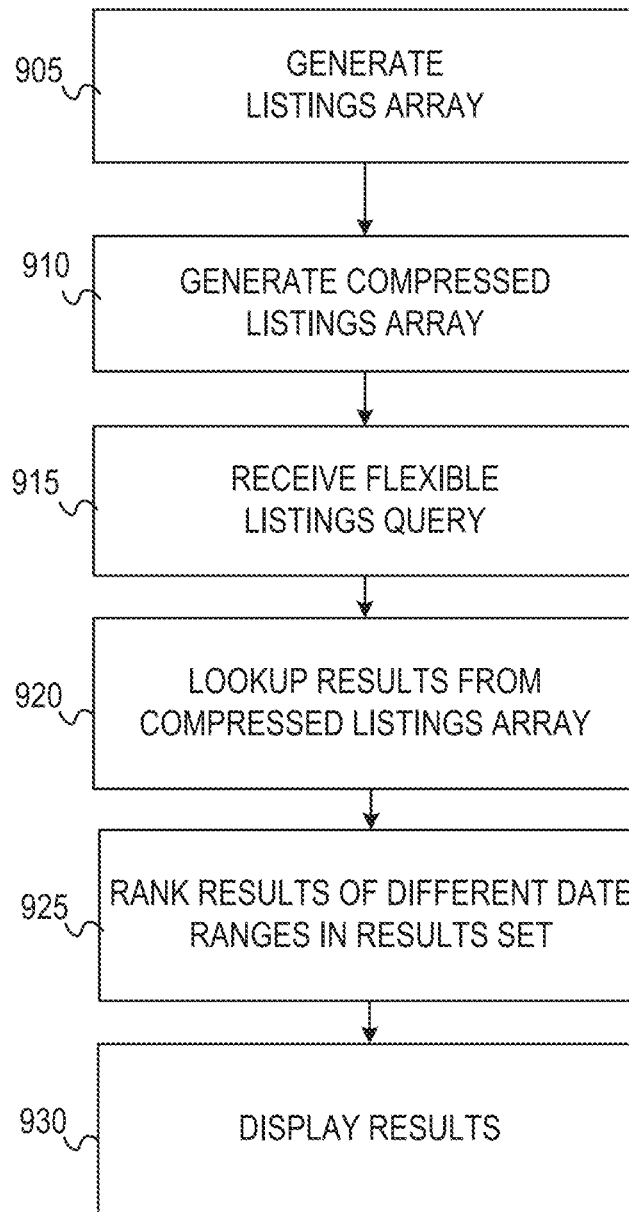 905
GENERATE
LISTINGS ARRAY
910
GENERATE COMPRESSED
LISTINGS ARRAY
915
RECEIVE FLEXIBLE
LISTINGS QUERY
920
LOOKUP RESULTS FROM
COMPRESSED LISTINGS ARRAY
925
RANK RESULTS OF DIFFERENT DATE
RANGES IN RESULTS SET
930
DISPLAY RESULTS